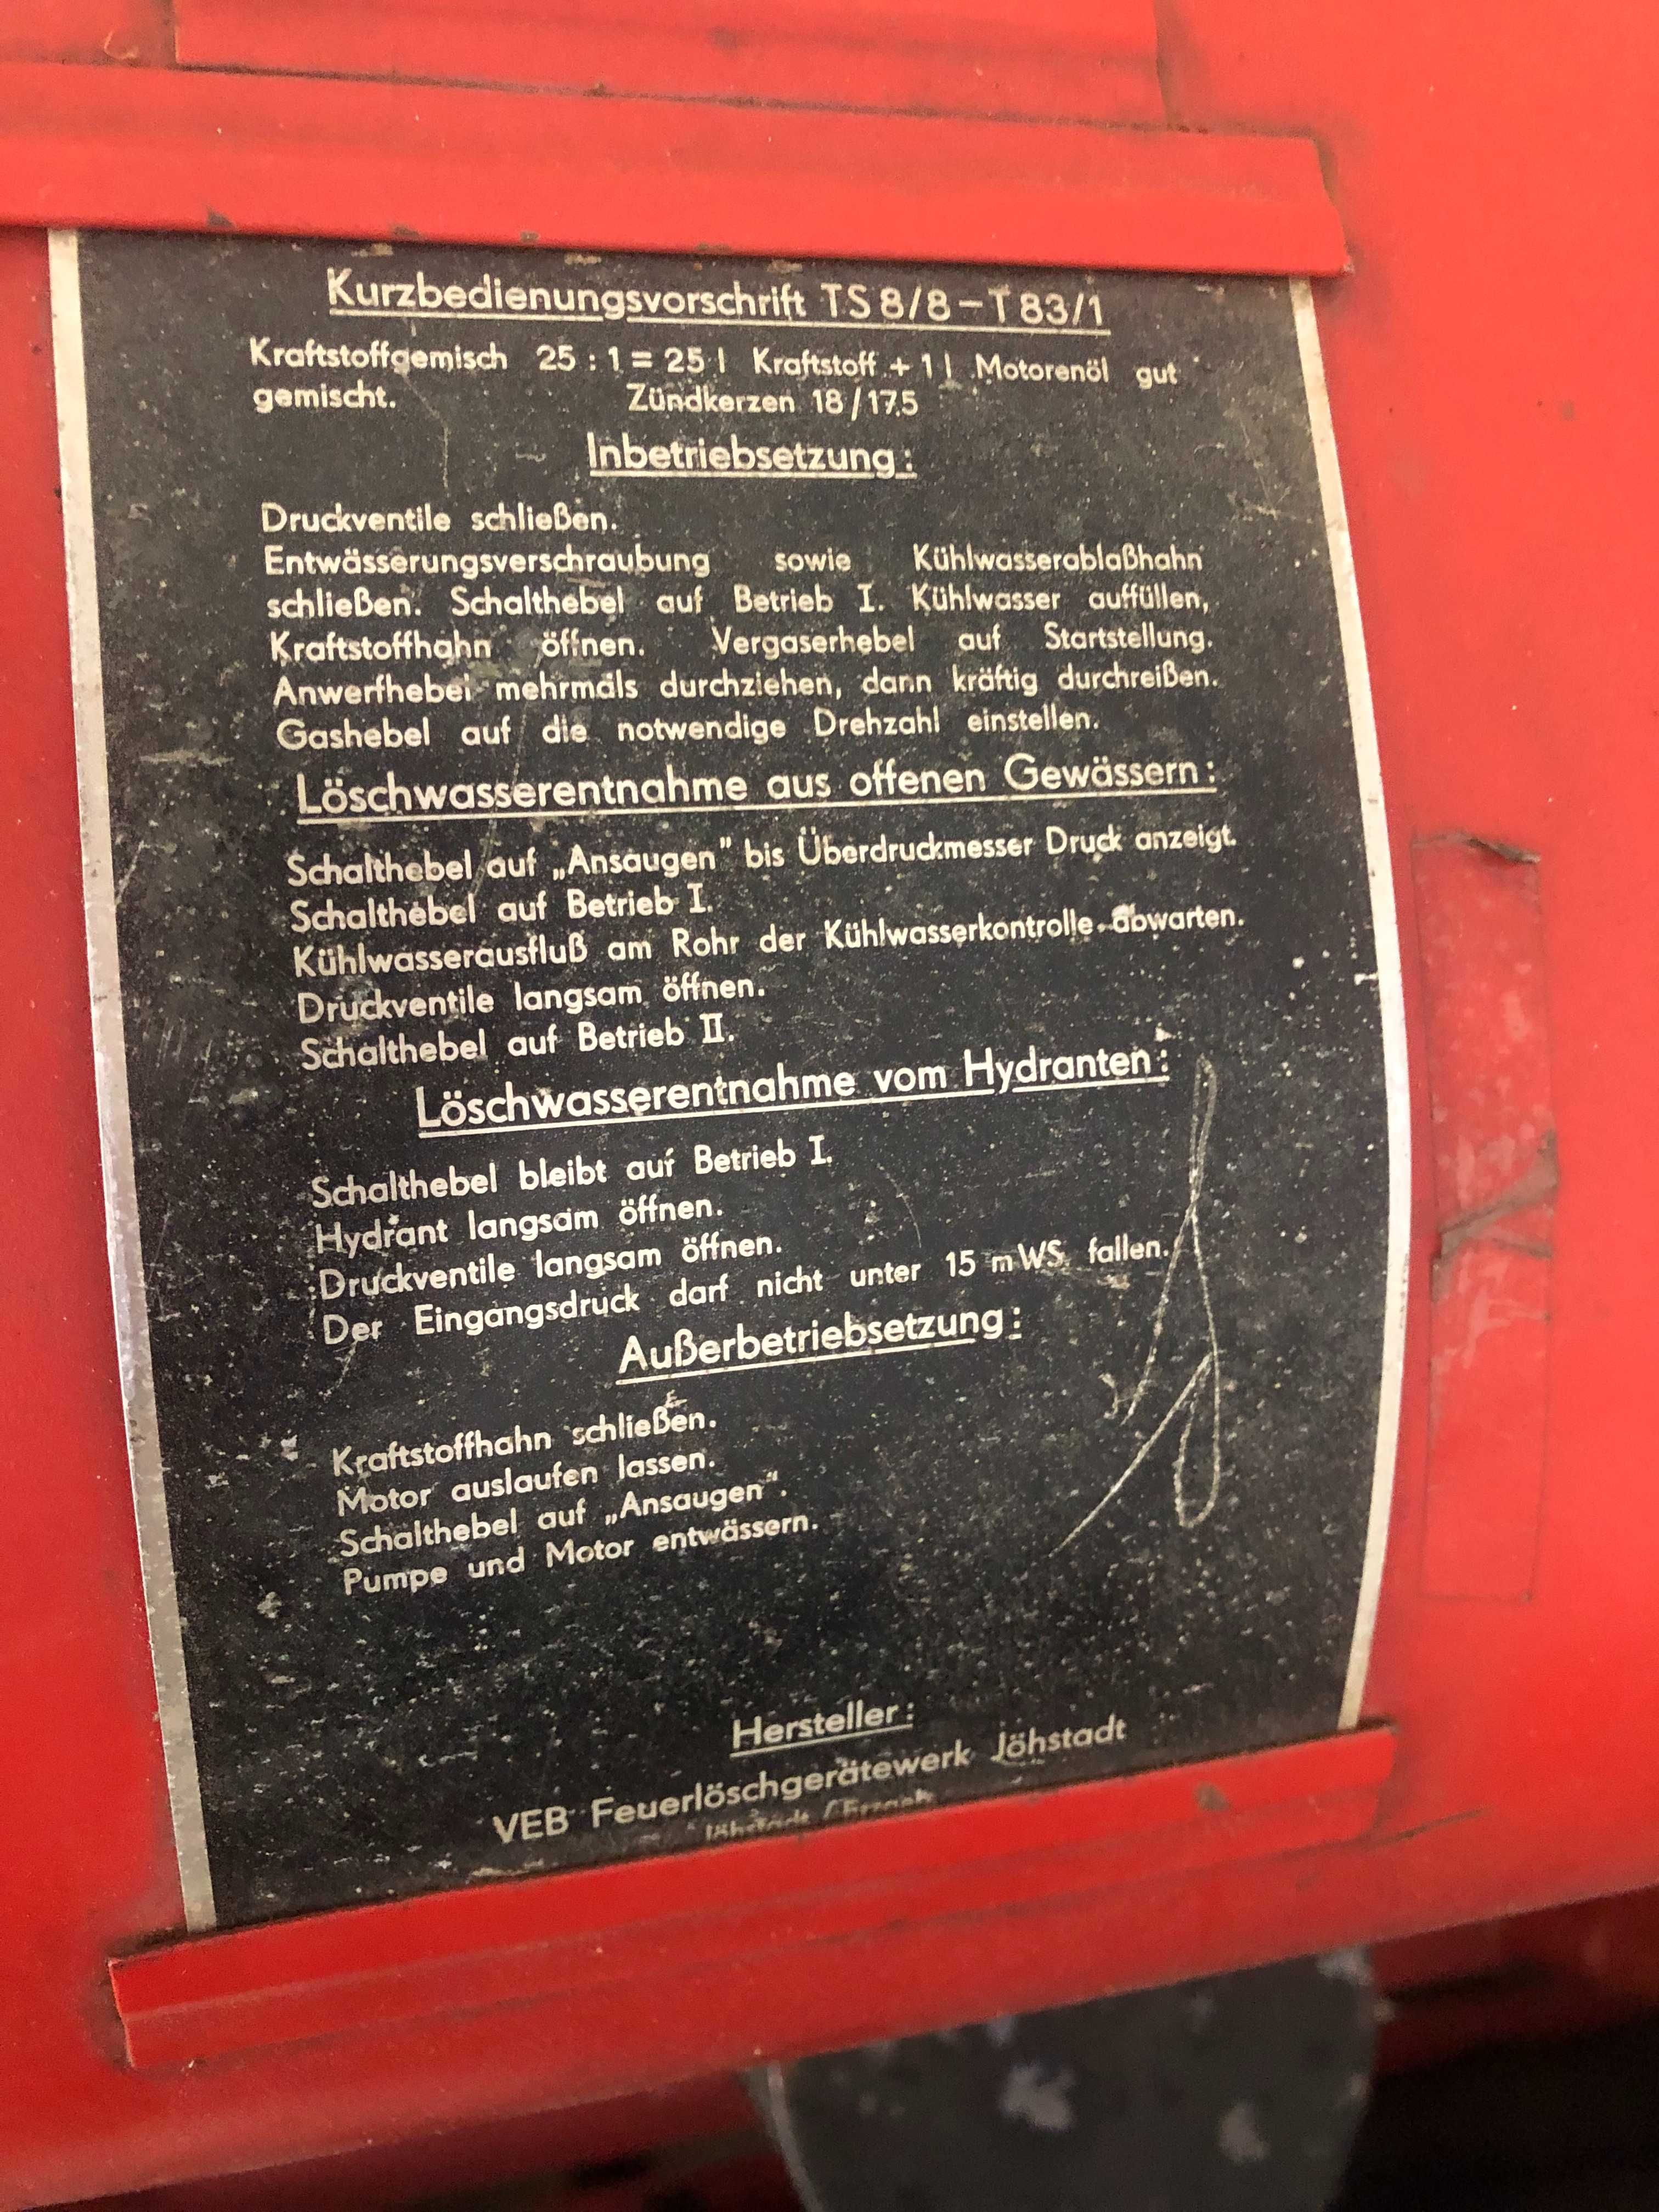 Kurzbedienungsvorschrift TS 8/8 – T 83/1
Kraftstoffgemisch 25 : 1 = 25 l Kraftstoff + 1 l Motorenöl gut
gemischt. Zündkerzen 18/175
Inbetriebsetzung:
Druckventile schließen.
Entwässerungsverschraubung sowie Kühlwasserablaßhahn
schließen. Schalthebel auf Betrieb I. Kühlwasser auffüllen,
Kraftstoffhahn öffnen. Vergaserhebel auf Startstellung.
Anwerfhebel mehrmals durchziehen, dann kräftig durchreißen.
Gashebel auf die notwendige Drehzahl einstellen.
Löschwasserentnahme aus offenen Gewässern:
Schalthebel auf „Ansaugen" bis Überdruckmesser Druck anzeigt.
Schalthebel auf Betrieb I.
Kühlwasserausfluß am Rohr der Kühlwasserkontrolle abwarten.
Druckventile langsam öffnen.
Schalthebel auf Betrieb II.
Löschwasserentnahme vom Hydranten:
Schalthebel bleibt auf Betrieb I.
Hydrant langsam öffnen.
Druckventile langsam öffnen.
Der Eingangsdruck darf nicht unter 15 mWS fallen.
Außerbetriebsetzung:
Kraftstoffhahn schließen.
Motor auslaufen lassen.
Schalthebel auf „Ansaugen".
Pumpe und Motor entwässern.
Hersteller:
VEB Feuerlöschgerätewerk Jöhstadt
Jöhstadt